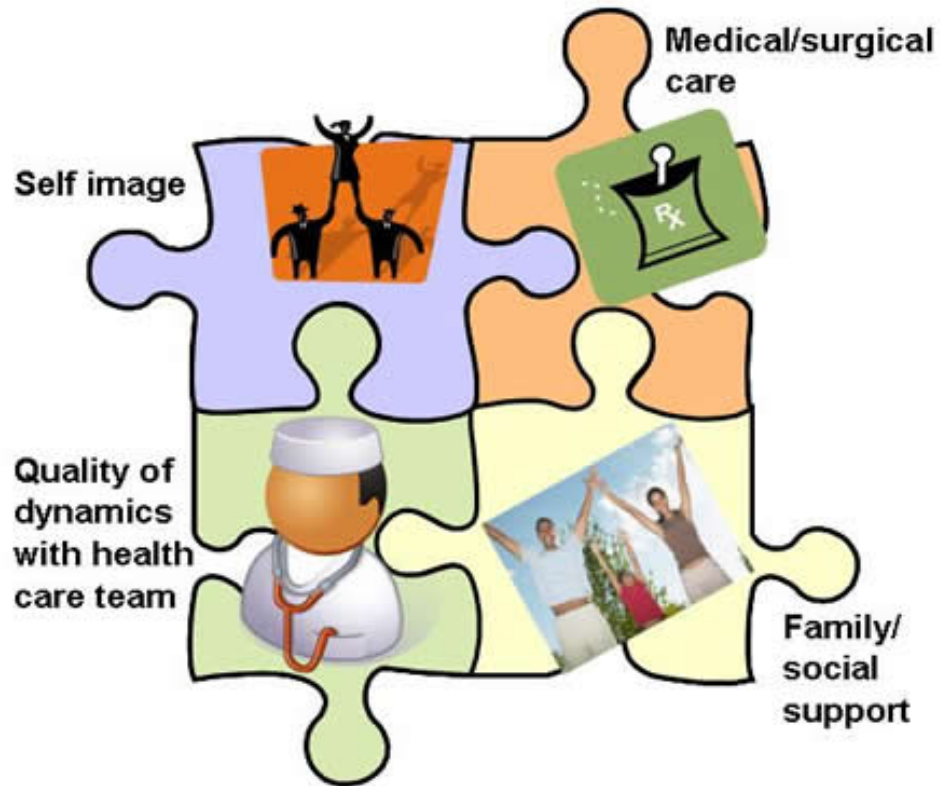 Medical/surgical
care
Self image
Rx
Quality of
dynamics
with health
care team
Family/
social
support